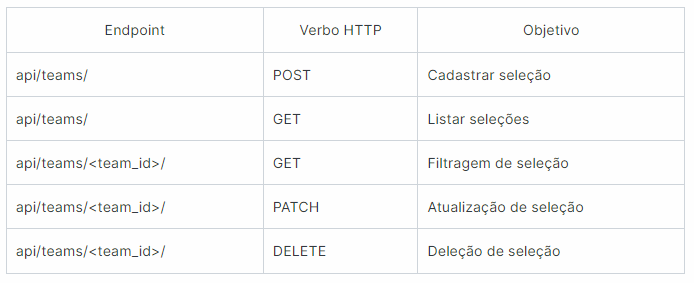 Endpoint Verbo HTTP Objetivo
api/teams/ POST Cadastrar seleção
api/teams/ GET Listar seleções
api/teams/<team_id>/ GET Filtragem de seleção
api/teams/<team_id>/ PATCH Atualização de seleção
api/teams/<team_id>/ DELETE Deleção de seleção